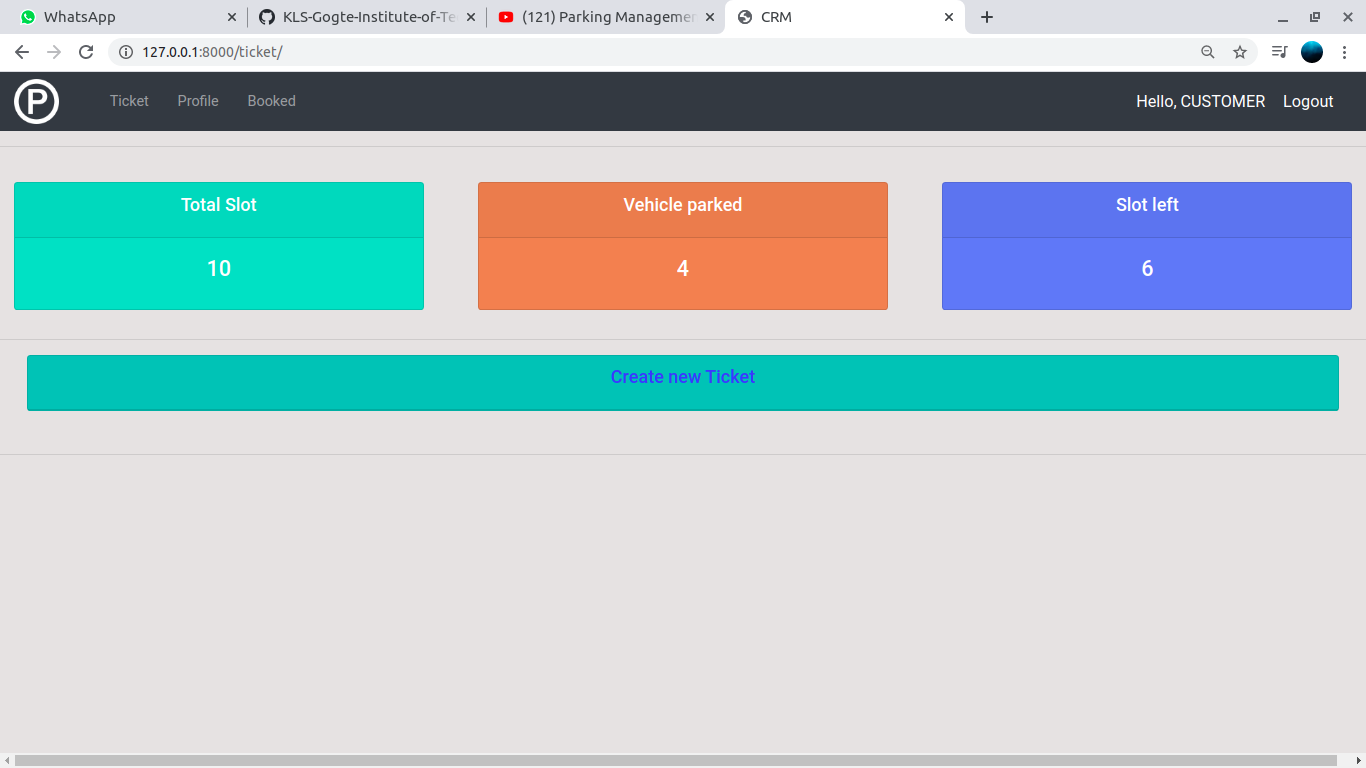 WhatsApp
KLS-Gogte-Institute-of-Te
(121) Parking Managemen
CRM
127.0.0.1:8000/ticket/
P
Ticket Profile Booked
Hello, CUSTOMER Logout
Total Slot
10
Vehicle parked
4
Slot left
6
Create new Ticket